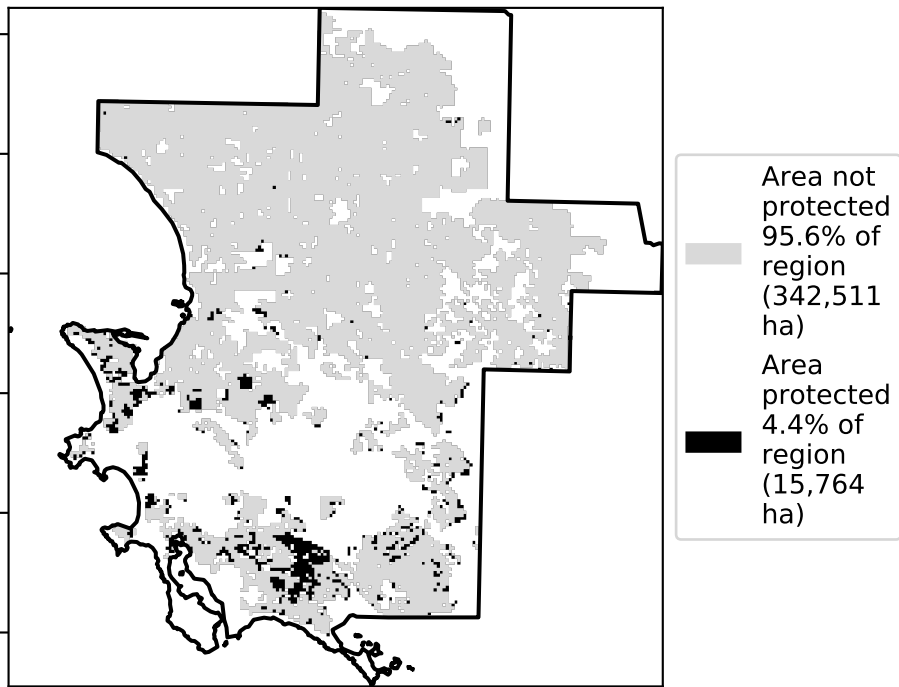 Area not
protected
95.6% of
region
(342,511
ha)
Area
protected
4.4% of
region
(15,764
ha)